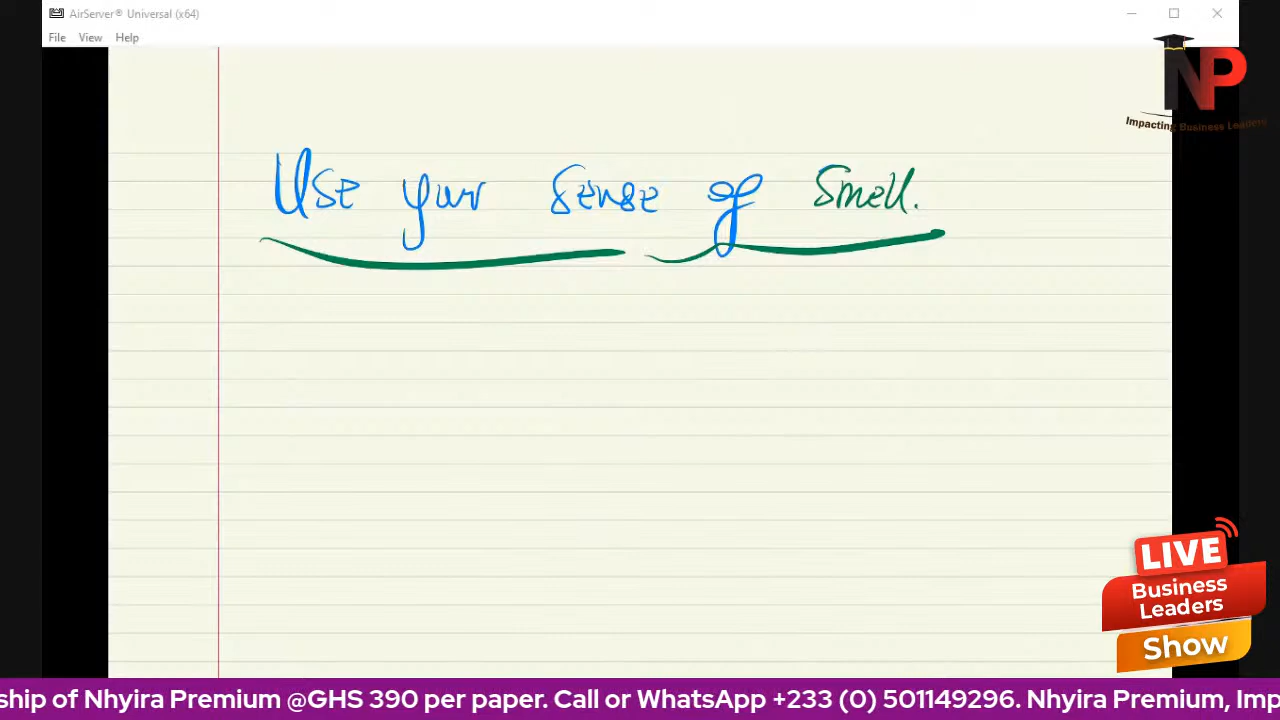 AirServer® Universal (x64)
File View Help
NP
Impacting Business Leaders
Use your sense of smell.
LIVE
Business
Leaders
Show
ship of Nhyira Premium @GHS 390 per paper. Call or WhatsApp +233 (0) 501149296. Nhyira Premium, Imp